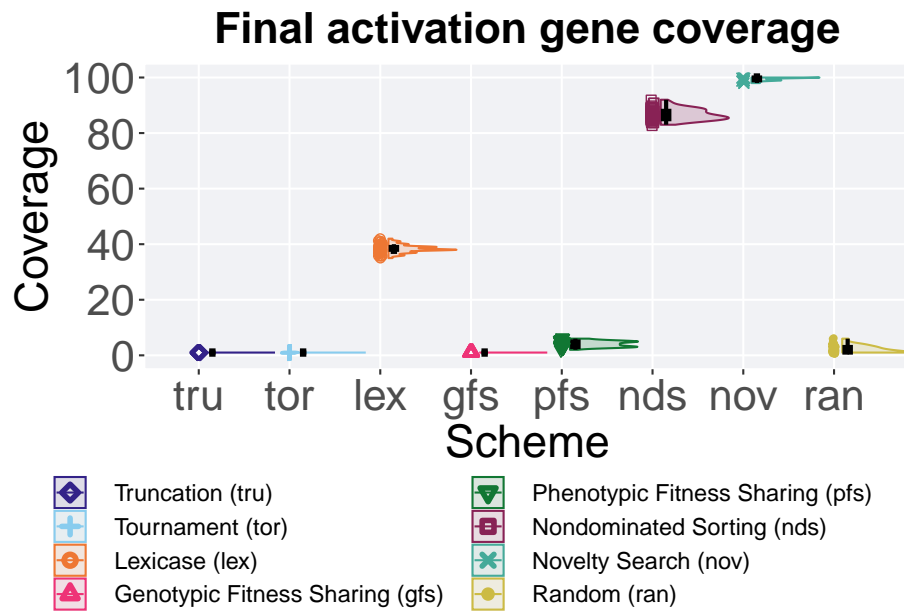 Final activation gene coverage
Coverage
100
80
60
40
20
0
tru tor lex gfs pfs nds nov ran
Scheme
Truncation (tru)
Tournament (tor)
Lexicase (lex)
Genotypic Fitness Sharing (gfs)
Phenotypic Fitness Sharing (pfs)
Nondominated Sorting (nds)
Novelty Search (nov)
Random (ran)